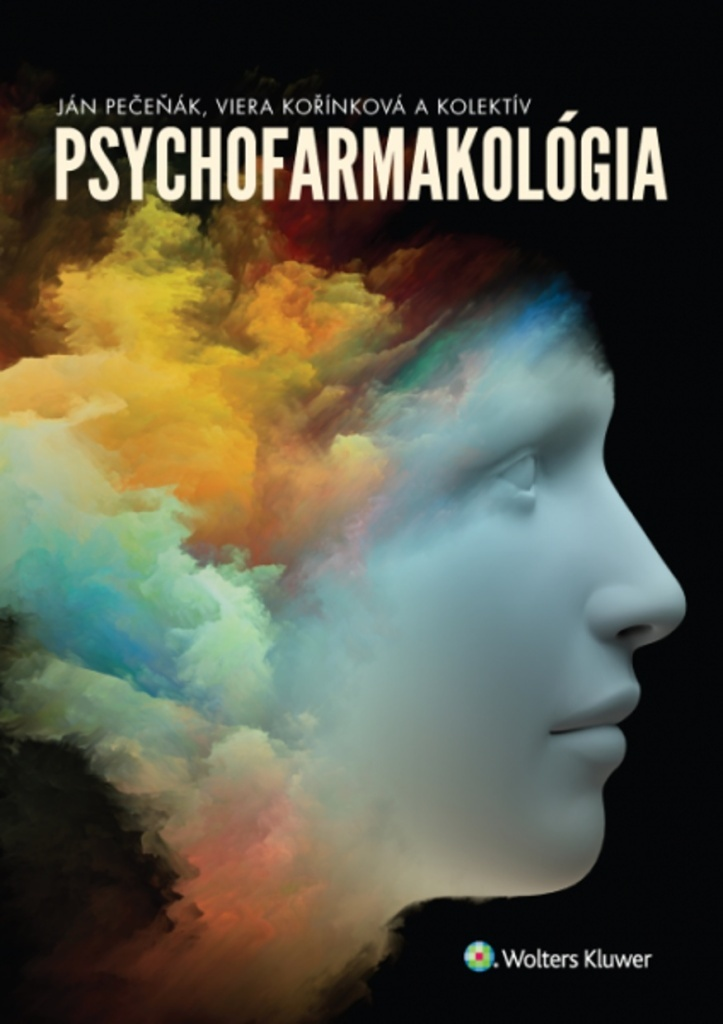 JÁN PEČEŇÁK, VIERA KOŘÍNKOVÁ A KOLEKTÍV
PSYCHOFARMAKOLÓGIA
Wolters Kluwer